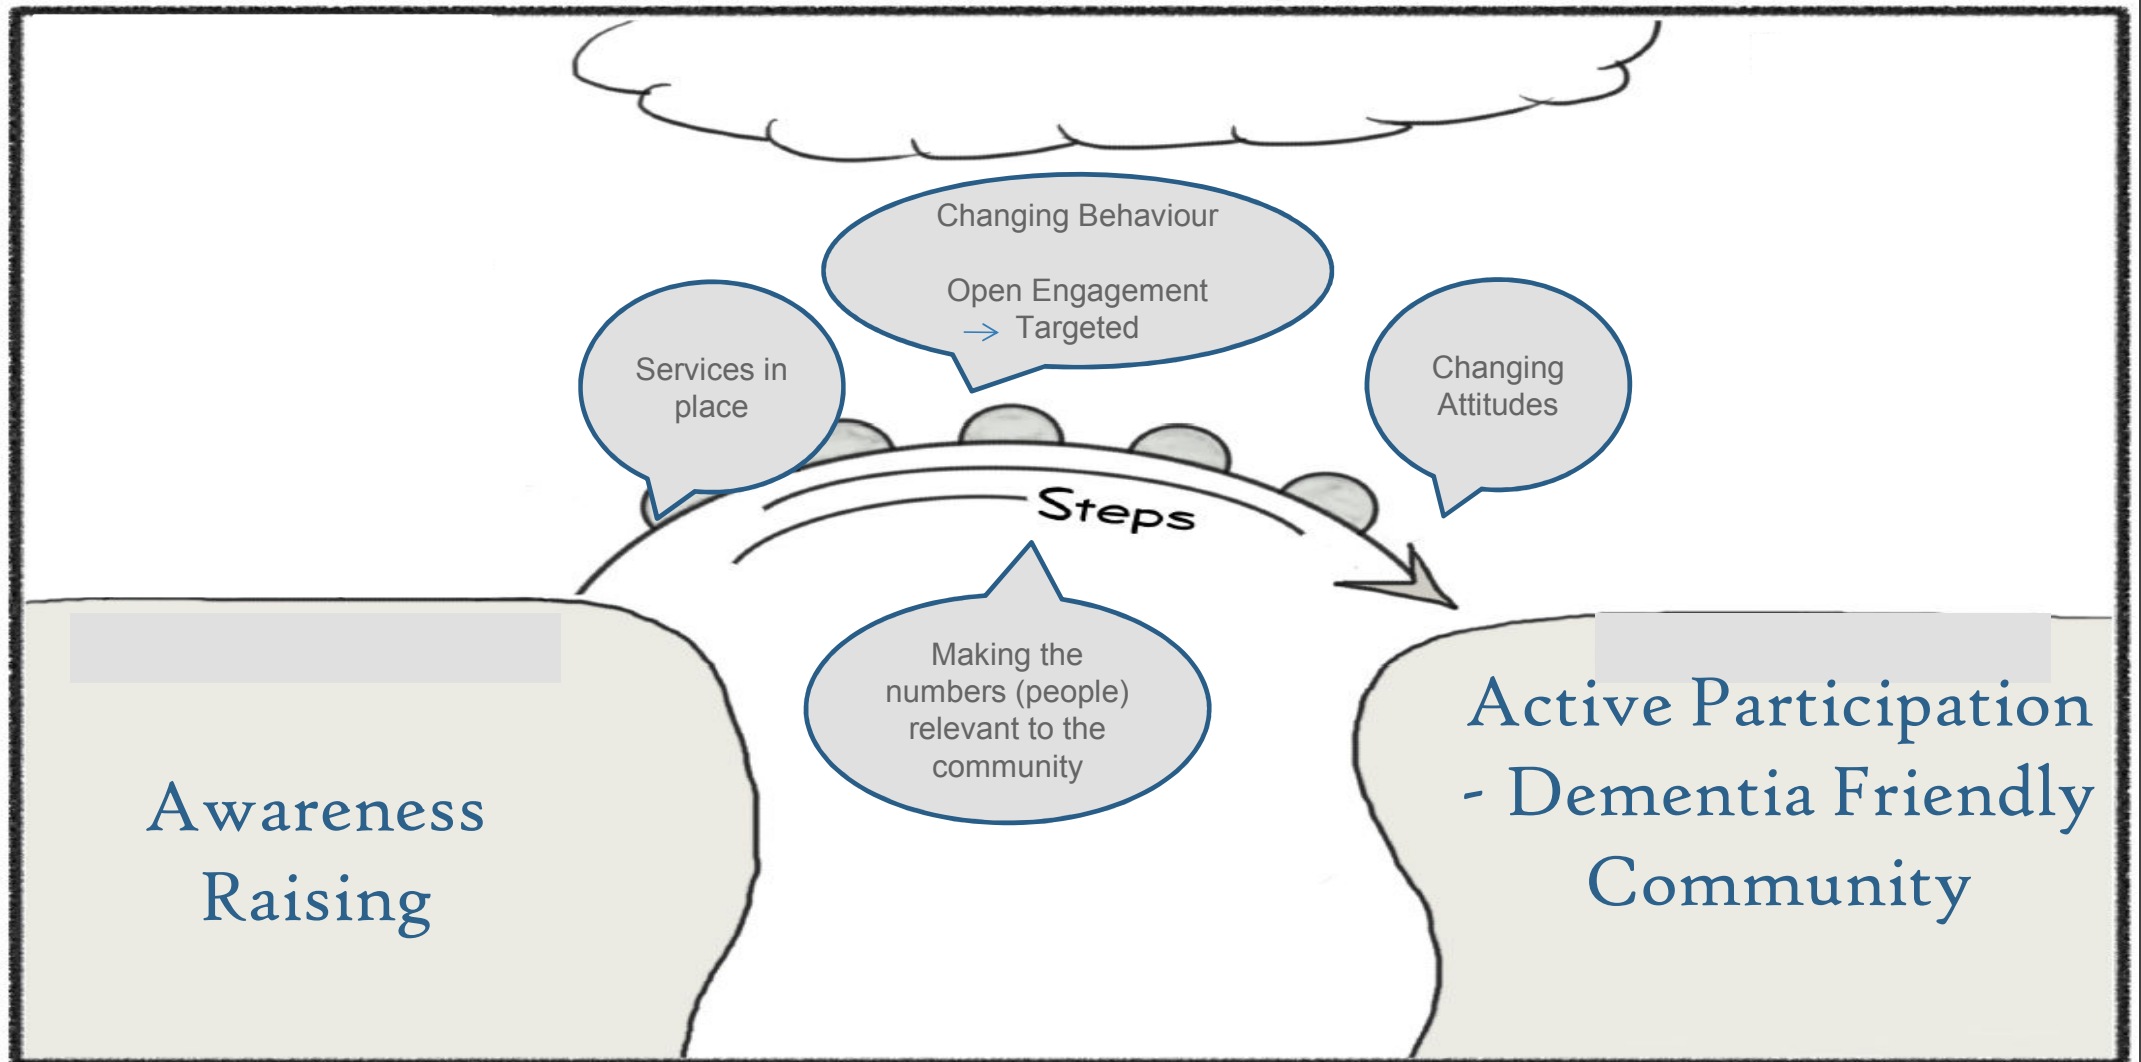 Changing Behaviour
Open Engagement
→ Targeted
Services in
place
Changing
Attitudes
Steps
Making the
numbers (people)
relevant to the
community
Awareness
Raising
Active Participation
- Dementia Friendly
Community